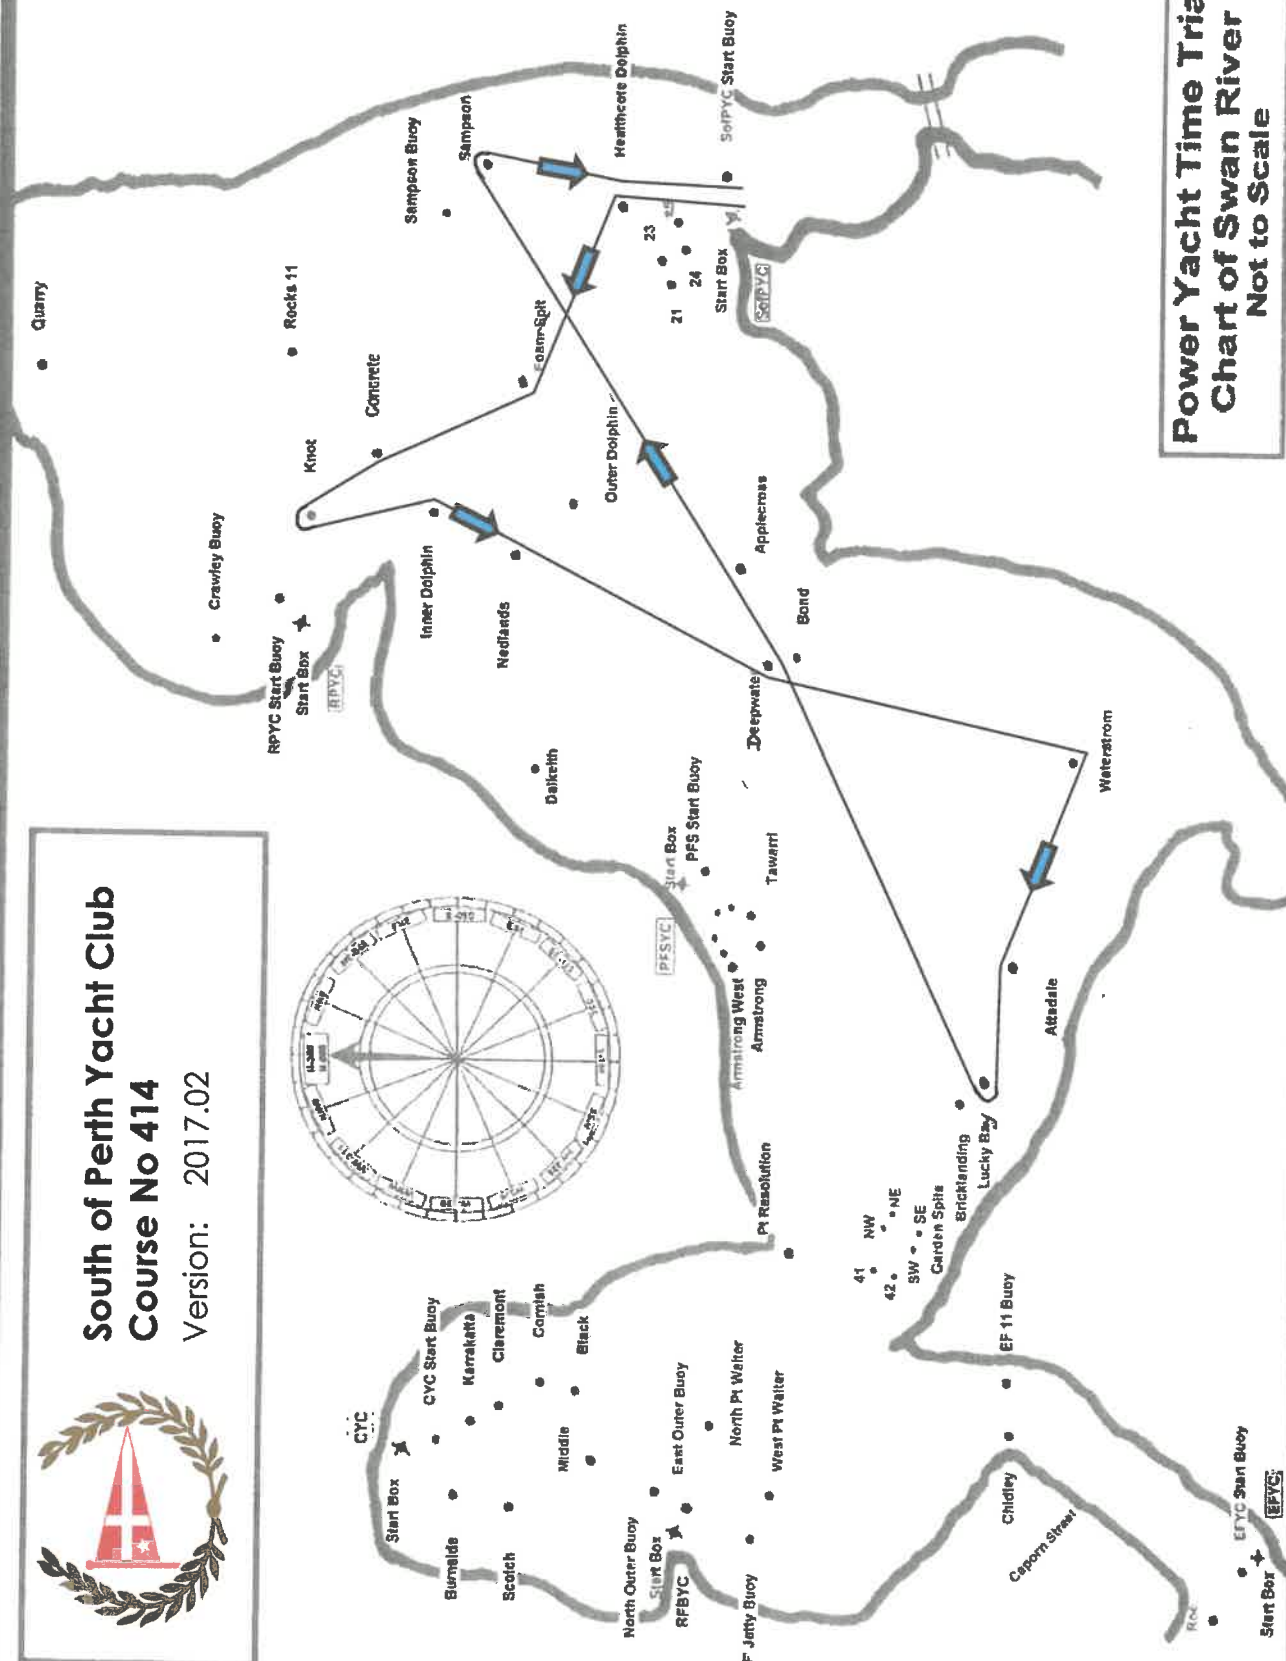 South of Perth Yacht Club
Course No 414
Version: 2017.02
Power Yacht Time Tria
Chart of Swan River
Not to Scale
Quarry
Rocks 11
Concrete
Knot
Crawley Buoy
RPYC Start Buoy
Start Box
RPYC
Sampson Buoy
Sampson
Heathcote Dolphin
SofPYC Start Buoy
23
21
24
Start Box
SofPYC
Foam Spit
Outer Dolphin
Inner Dolphin
Nedlands
Applecross
Bond
Deepwater
Dalkeith
Waterstrom
Start Box
PFS Start Buoy
PFSYC
Tawarri
Armstrong West
Armstrong
Attadale
Pt Resolution
Lucky Bay
Bricklanding
Garden Spits
NW
NE
SW
SE
41
42
EF 11 Buoy
CYC
Start Box
CYC Start Buoy
Karrakatta
Claremont
Cornish
Black
Middle
Burnside
Scotch
East Outer Buoy
North Pt Walter
West Pt Walter
North Outer Buoy
Start Box
RFBYC
F Jetty Buoy
Chidley
Caporn Street
Roe
EFYC Start Buoy
EFYC
Start Box